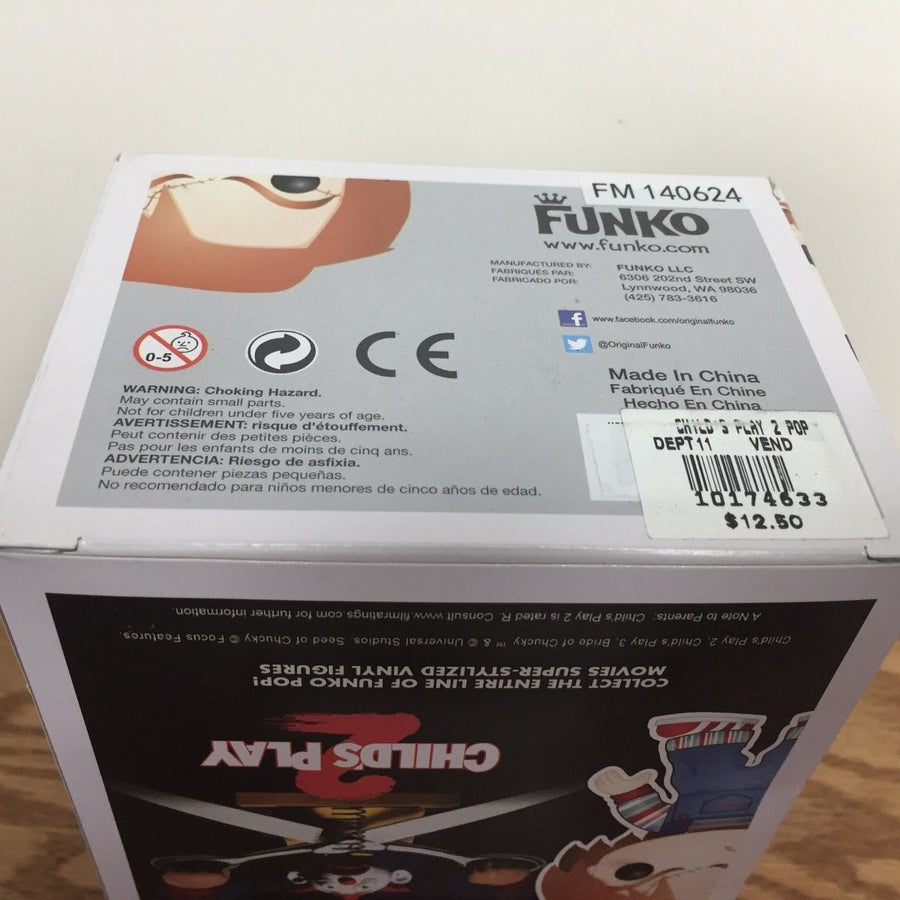 FM 140624
FUNKO
www.funko.com
MANUFACTURED BY:
FABRIQUÉS PAR:
FABRICADO POR:
FUNKO LLC
6306 202nd Street SW
Lynnwood, WA 98036
(425) 783-3616
f www.facebook.com/originalfunko
@OriginalFunko
0-5
CE
Made In China
Fabriqué En Chine
Hecho En China
WARNING: Choking Hazard.
May contain small parts.
Not for children under five years of age.
AVERTISSEMENT: risque d'étouffement.
Peut contenir des petites pièces.
Pas pour les enfants de moins de cinq ans.
ADVERTENCIA: Riesgo de asfixia.
Puede contener piezas pequeñas.
No recomendado para niños menores de cinco años de edad.
CHILD'S PLAY 2 POP
DEPT11 VEND
10174633
$12.50
A Note to Parents: Child's Play 2 is rated R. Consult www.filmratings.com for further information.
Child's Play 2, Child's Play 3, Bride of Chucky ™ & © Universal Studios. Seed of Chucky © Focus Features.
COLLECT THE ENTIRE LINE OF FUNKO POP!
MOVIES SUPER-STYLIZED VINYL FIGURES
CHILD'S PLAY
2